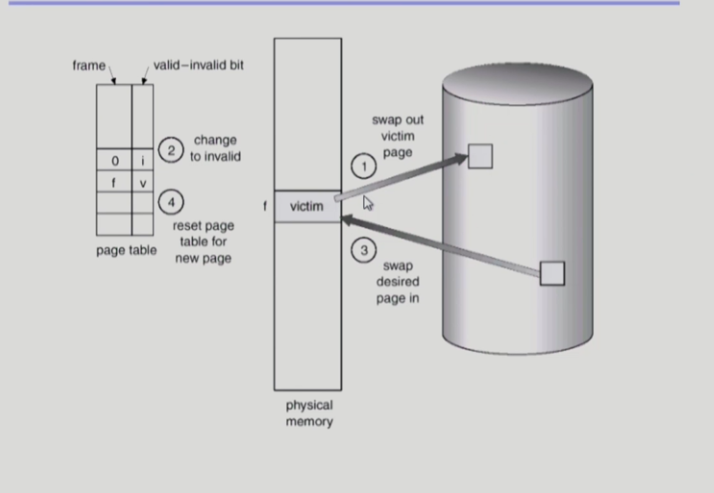 frame
valid–invalid bit
0 i
f v
2
change
to invalid
4
reset page
table for
new page
page table
swap out
victim
page
1
f
victim
3
swap
desired
page in
physical
memory